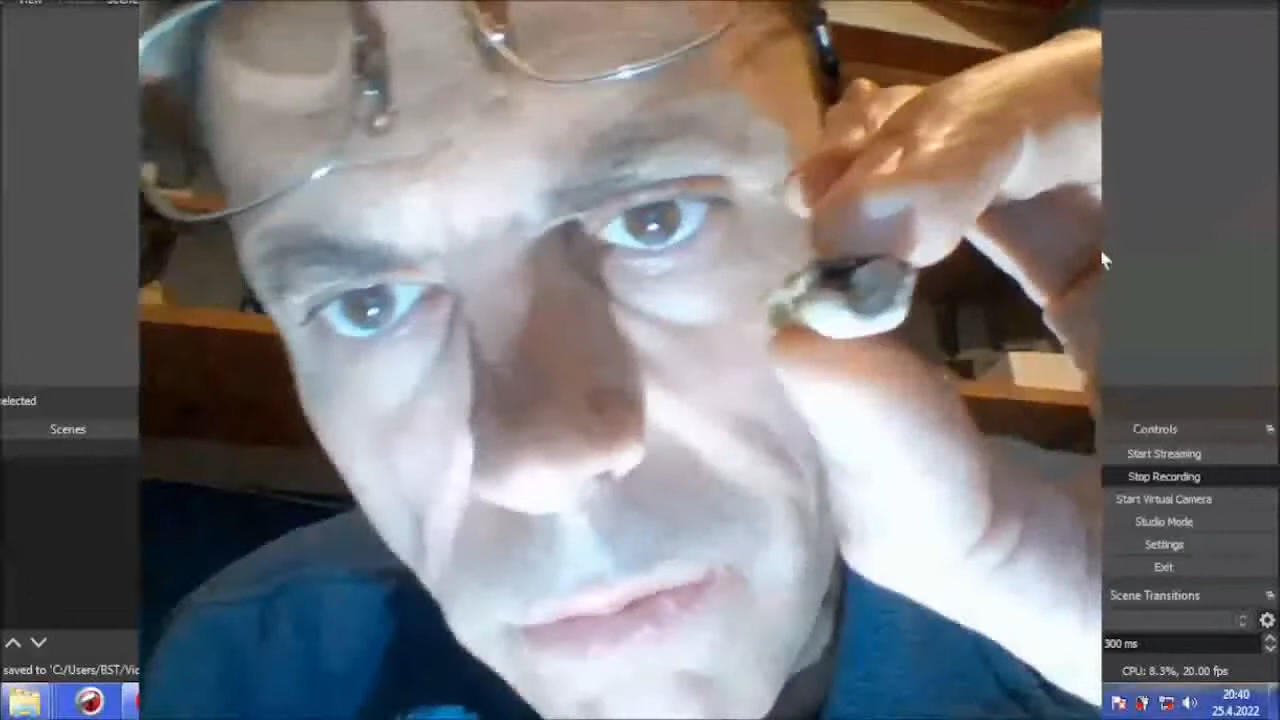 Scenes
Controls
Start Streaming
Stop Recording
Start Virtual Camera
Studio Mode
Settings
Exit
Scene Transitions
300 ms
elected
saved to 'C:/Users/BST/Vid
CPU: 8.3%, 20.00 fps
20:40
25.4.2022